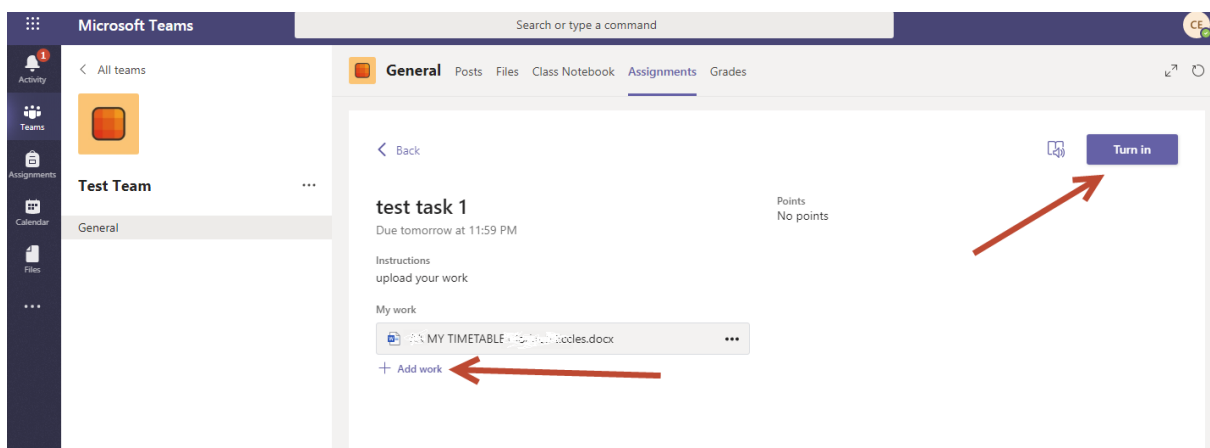 Microsoft Teams
Search or type a command
CE
1
Activity
Teams
Assignments
Calendar
Files
All teams
Test Team
General
General Posts Files Class Notebook Assignments Grades
Back
Turn in
test task 1
Due tomorrow at 11:59 PM
Points
No points
Instructions
upload your work
My work
MY TIMETABLE
Add work